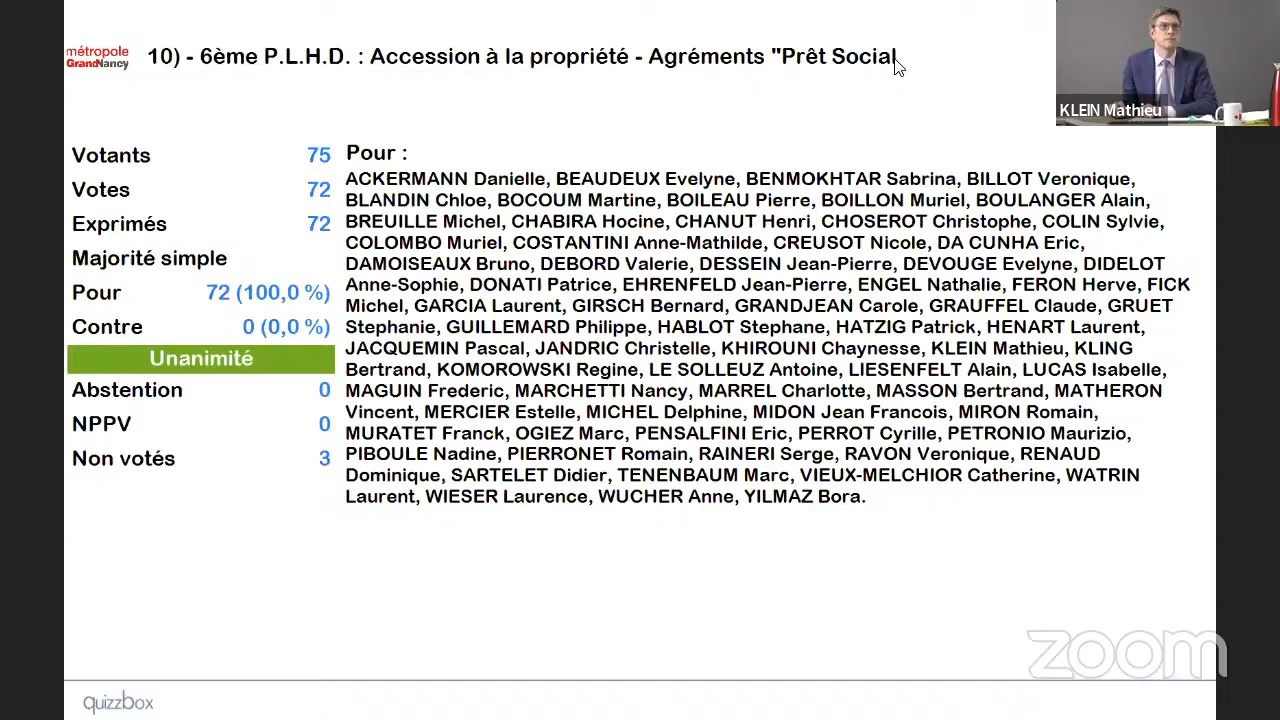 métropole
GrandNancy
10) - 6ème P.L.H.D. : Accession à la propriété - Agréments "Prêt Social
KLEIN Mathieu
Votants 75
Votes 72
Exprimés 72
Majorité simple
Pour 72 (100,0 %)
Contre 0 (0,0 %)
Unanimité
Abstention 0
NPPV 0
Non votés 3
Pour :
ACKERMANN Danielle, BEAUDEUX Evelyne, BENMOKHTAR Sabrina, BILLOT Veronique,
BLANDIN Chloe, BOCOUM Martine, BOILEAU Pierre, BOILLON Muriel, BOULANGER Alain,
BREUILLE Michel, CHABIRA Hocine, CHANUT Henri, CHOSEROT Christophe, COLIN Sylvie,
COLOMBO Muriel, COSTANTINI Anne-Mathilde, CREUSOT Nicole, DA CUNHA Eric,
DAMOISEAUX Bruno, DEBORD Valerie, DESSEIN Jean-Pierre, DEVOUGE Evelyne, DIDELOT
Anne-Sophie, DONATI Patrice, EHRENFELD Jean-Pierre, ENGEL Nathalie, FERON Herve, FICK
Michel, GARCIA Laurent, GIRSCH Bernard, GRANDJEAN Carole, GRAUFFEL Claude, GRUET
Stephanie, GUILLEMARD Philippe, HABLOT Stephane, HATZIG Patrick, HENART Laurent,
JACQUEMIN Pascal, JANDRIC Christelle, KHIROUNI Chaynesse, KLEIN Mathieu, KLING
Bertrand, KOMOROWSKI Regine, LE SOLLEUZ Antoine, LIESENFELT Alain, LUCAS Isabelle,
MAGUIN Frederic, MARCHETTI Nancy, MARREL Charlotte, MASSON Bertrand, MATHERON
Vincent, MERCIER Estelle, MICHEL Delphine, MIDON Jean Francois, MIRON Romain,
MURATET Franck, OGIEZ Marc, PENSALFINI Eric, PERROT Cyrille, PETRONIO Maurizio,
PIBOULE Nadine, PIERRONET Romain, RAINERI Serge, RAVON Veronique, RENAUD
Dominique, SARTELET Didier, TENENBAUM Marc, VIEUX-MELCHIOR Catherine, WATRIN
Laurent, WIESER Laurence, WUCHER Anne, YILMAZ Bora.
zoom
quizzbox